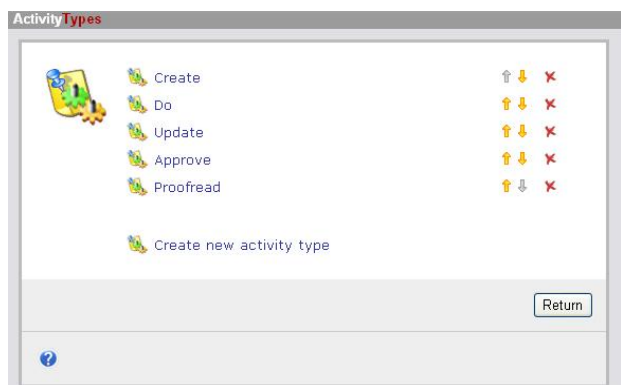 ActivityTypes
Create
Do
Update
Approve
Proofread
Create new activity type
Return
?